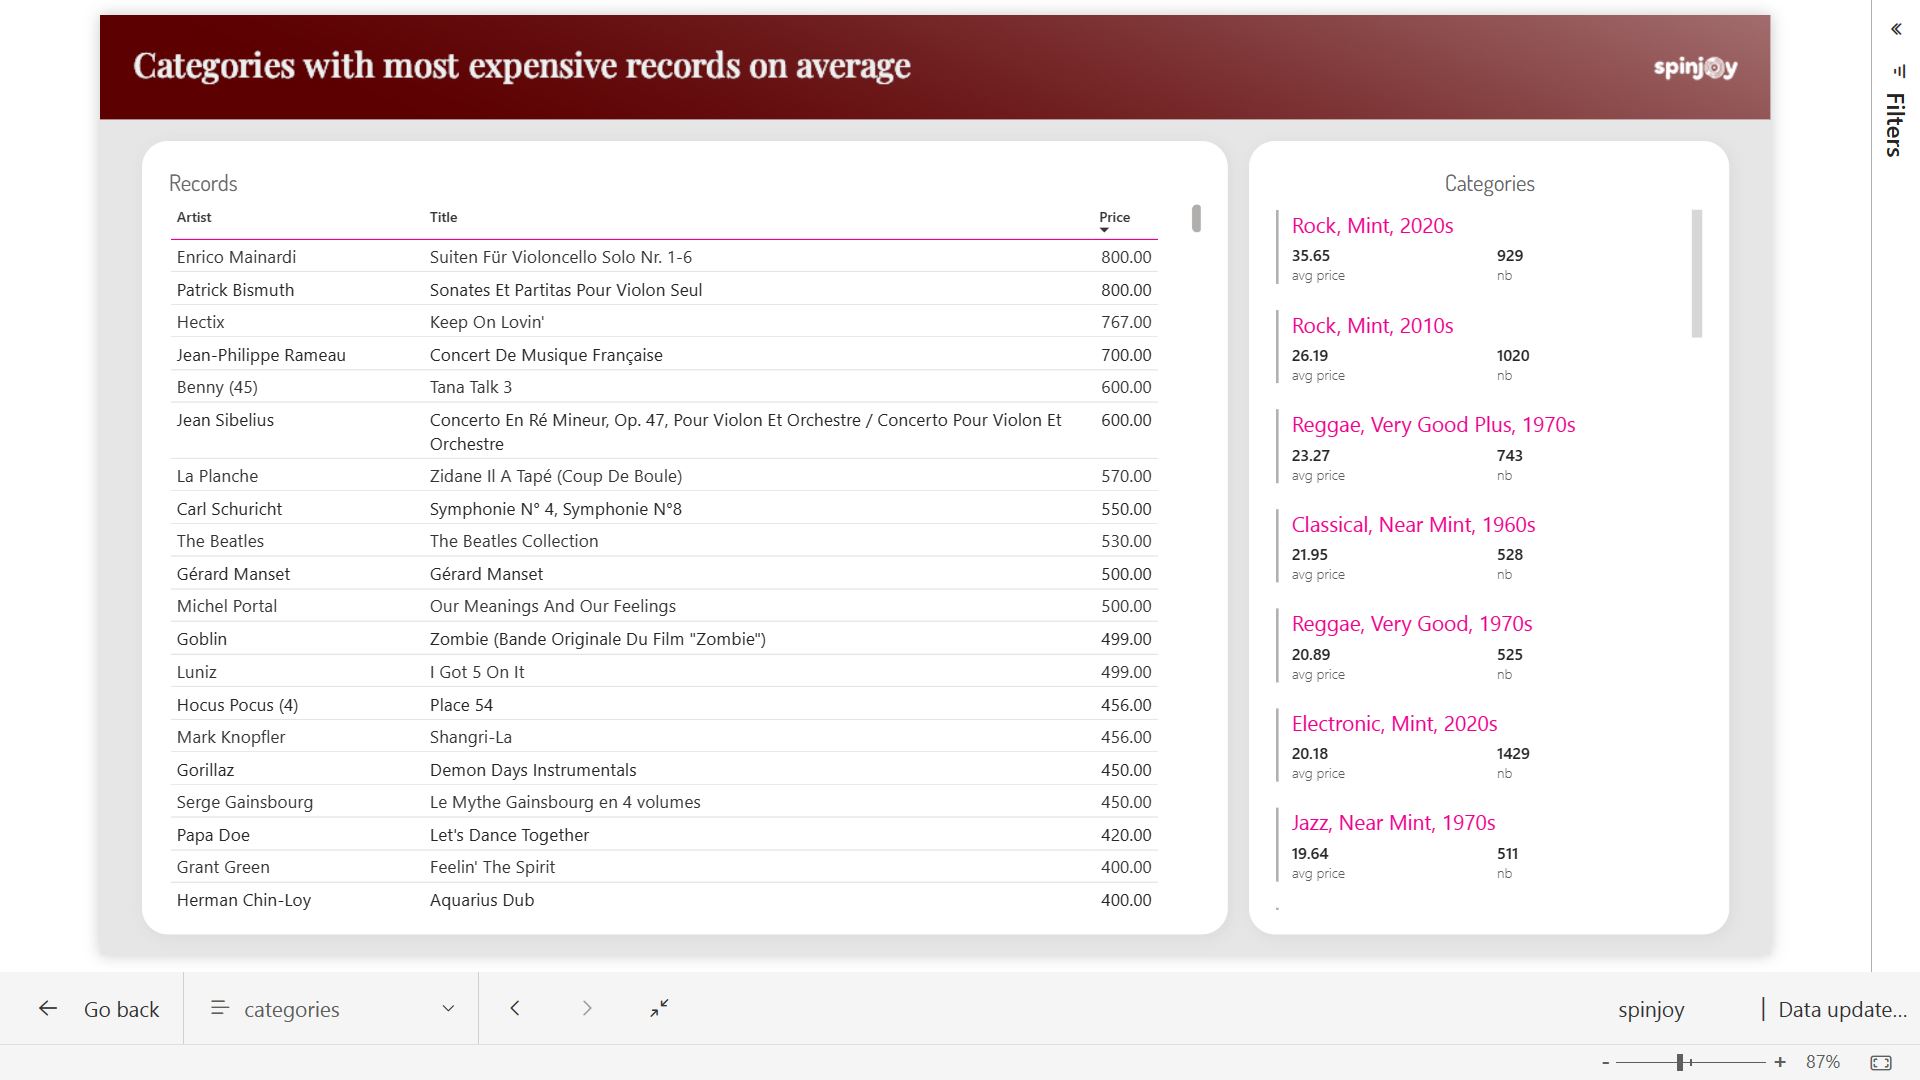 Categories with most expensive records on average
spinjoy
Filters
Records
Artist Title Price
Enrico Mainardi Suiten Für Violoncello Solo Nr. 1-6 800.00
Patrick Bismuth Sonates Et Partitas Pour Violon Seul 800.00
Hectix Keep On Lovin' 767.00
Jean-Philippe Rameau Concert De Musique Française 700.00
Benny (45) Tana Talk 3 600.00
Jean Sibelius Concerto En Ré Mineur, Op. 47, Pour Violon Et Orchestre / Concerto Pour Violon Et 600.00
Orchestre
La Planche Zidane Il A Tapé (Coup De Boule) 570.00
Carl Schuricht Symphonie N° 4, Symphonie N°8 550.00
The Beatles The Beatles Collection 530.00
Gérard Manset Gérard Manset 500.00
Michel Portal Our Meanings And Our Feelings 500.00
Goblin Zombie (Bande Originale Du Film "Zombie") 499.00
Luniz I Got 5 On It 499.00
Hocus Pocus (4) Place 54 456.00
Mark Knopfler Shangri-La 456.00
Gorillaz Demon Days Instrumentals 450.00
Serge Gainsbourg Le Mythe Gainsbourg en 4 volumes 450.00
Papa Doe Let's Dance Together 420.00
Grant Green Feelin' The Spirit 400.00
Herman Chin-Loy Aquarius Dub 400.00
Categories
Rock, Mint, 2020s
35.65 929
avg price nb
Rock, Mint, 2010s
26.19 1020
avg price nb
Reggae, Very Good Plus, 1970s
23.27 743
avg price nb
Classical, Near Mint, 1960s
21.95 528
avg price nb
Reggae, Very Good, 1970s
20.89 525
avg price nb
Electronic, Mint, 2020s
20.18 1429
avg price nb
Jazz, Near Mint, 1970s
19.64 511
avg price nb
Go back categories spinjoy | Data update...
- + 87%